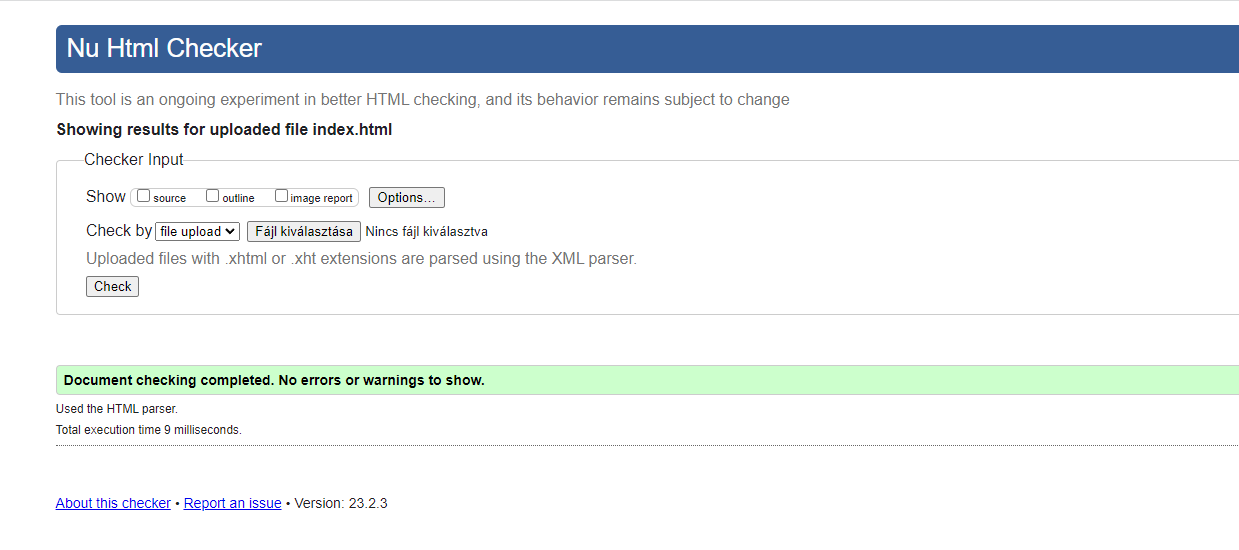 Nu Html Checker
This tool is an ongoing experiment in better HTML checking, and its behavior remains subject to change
Showing results for uploaded file index.html
Checker Input
Show source outline image report Options...
Check by file upload Fájl kiválasztása Nincs fájl kiválasztva
Uploaded files with .xhtml or .xht extensions are parsed using the XML parser.
Check
Document checking completed. No errors or warnings to show.
Used the HTML parser.
Total execution time 9 milliseconds.
About this checker • Report an issue • Version: 23.2.3